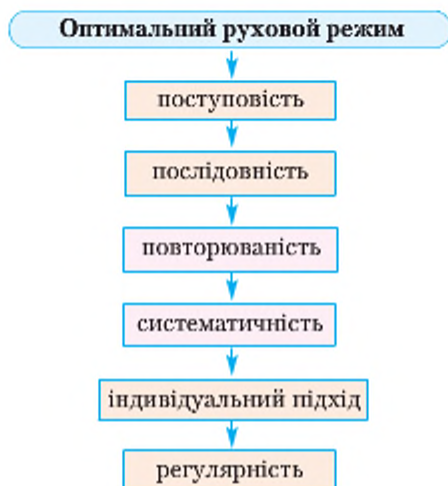 Оптимальний руховой режим
поступовість
послідовність
повторюваність
систематичність
індивідуальний підхід
регулярність